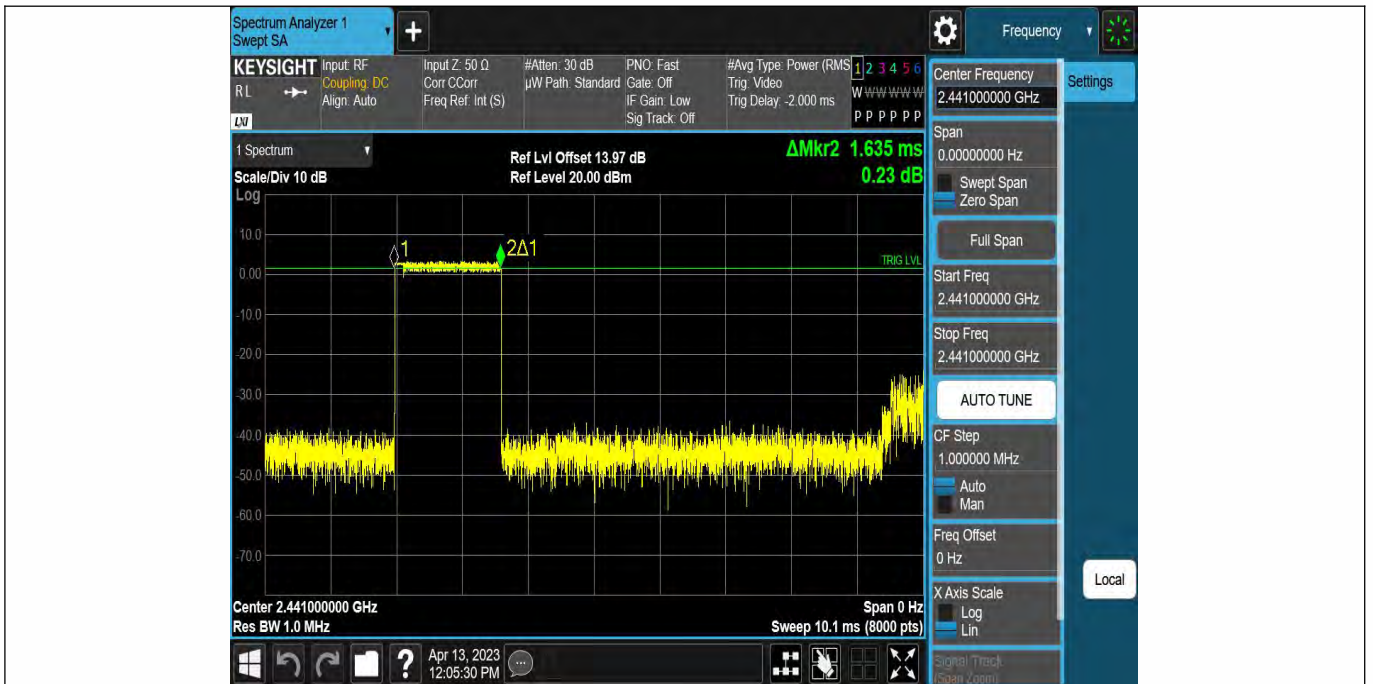 Spectrum Analyzer 1
Swept SA
+
Frequency
KEYSIGHT
RL
LXI
Input: RF
Coupling: DC
Align: Auto
Input Z: 50 Ω
Corr CCorr
Freq Ref: Int (S)
#Atten: 30 dB
µW Path: Standard
PNO: Fast
Gate: Off
IF Gain: Low
Sig Track: Off
#Avg Type: Power (RMS
Trig: Video
Trig Delay: -2.000 ms
1 2 3 4 5 6
W W W W W W
P P P P P P
1 Spectrum
Scale/Div 10 dB
Log
Ref Lvl Offset 13.97 dB
Ref Level 20.00 dBm
ΔMkr2 1.635 ms
0.23 dB
10.0
0.00
-10.0
-20.0
-30.0
-40.0
-50.0
-60.0
-70.0
1
2Δ1
TRIG LVL
Center 2.441000000 GHz
Res BW 1.0 MHz
Span 0 Hz
Sweep 10.1 ms (8000 pts)
Center Frequency
2.441000000 GHz
Settings
Span
0.00000000 Hz
Swept Span
Zero Span
Full Span
Start Freq
2.441000000 GHz
Stop Freq
2.441000000 GHz
AUTO TUNE
CF Step
1.000000 MHz
Auto
Man
Freq Offset
0 Hz
X Axis Scale
Log
Lin
Local
Signal Track
(Span Zoom)
?
Apr 13, 2023
12:05:30 PM